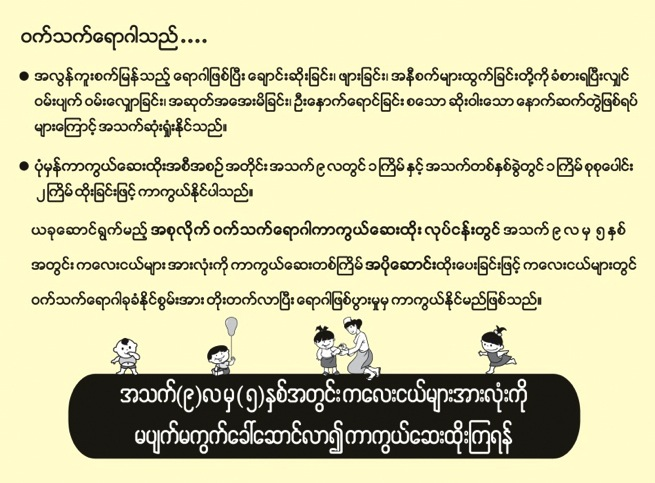 ဝက်သက်ရောဂါသည်....
● အလွန်ကူးစက်မြန်သည့် ရောဂါဖြစ်ပြီး ချောင်းဆိုးခြင်း၊ ဖျားခြင်း၊ အနီစက်များထွက်ခြင်းတို့ကို ခံစားရပြီးလျှင်
ဝမ်းပျက် ဝမ်းလျှောခြင်း၊ အဆုတ်အအေးမိခြင်း၊ ဦးနှောက်ရောင်ခြင်း စသော ဆိုးဝါးသော နောက်ဆက်တွဲဖြစ်ရပ်
များကြောင့် အသက်ဆုံးရှုံးနိုင်သည်။
● ပုံမှန်ကာကွယ်ဆေးထိုးအစီအစဉ် အတိုင်း အသက် ၉ လတွင် ၁ ကြိမ် နှင့် အသက်တစ်နှစ်ခွဲတွင် ၁ ကြိမ် စုစုပေါင်း
၂ ကြိမ် ထိုးခြင်းဖြင့် ကာကွယ်နိုင်ပါသည်။
ယခုဆောင်ရွက်မည့် အစုလိုက် ဝက်သက်ရောဂါကာကွယ်ဆေးထိုး လုပ်ငန်းတွင် အသက် ၉ လ မှ ၅ နှစ်
အတွင်း ကလေးငယ်များ အားလုံးကို ကာကွယ်ဆေးတစ်ကြိမ် အပိုဆောင်းထိုးပေးခြင်းဖြင့် ကလေးငယ်များတွင်
ဝက်သက်ရောဂါခုခံနိုင်စွမ်းအား တိုးတက်လာပြီး ရောဂါဖြစ်ပွားမှုမှ ကာကွယ်နိုင်မည်ဖြစ်သည်။
အသက်(၉)လ မှ (၅)နှစ်အတွင်း ကလေးငယ်များအားလုံးကို
မပျက်မကွက်ခေါ်ဆောင်လာ၍ ကာကွယ်ဆေးထိုးကြရန်